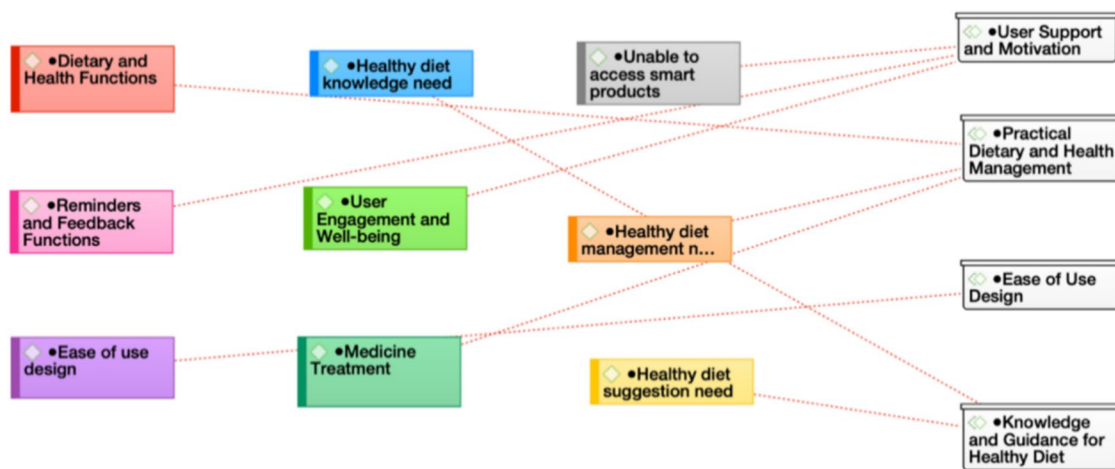 ●Dietary and
Health Functions
●Healthy diet
knowledge need
●Unable to
access smart
products
●User Support
and Motivation
●Practical
Dietary and Health
Management
●Reminders
and Feedback
Functions
●User
Engagement and
Well-being
●Healthy diet
management n...
●Ease of Use
Design
●Ease of use
design
●Medicine
Treatment
●Healthy diet
suggestion need
●Knowledge
and Guidance for
Healthy Diet